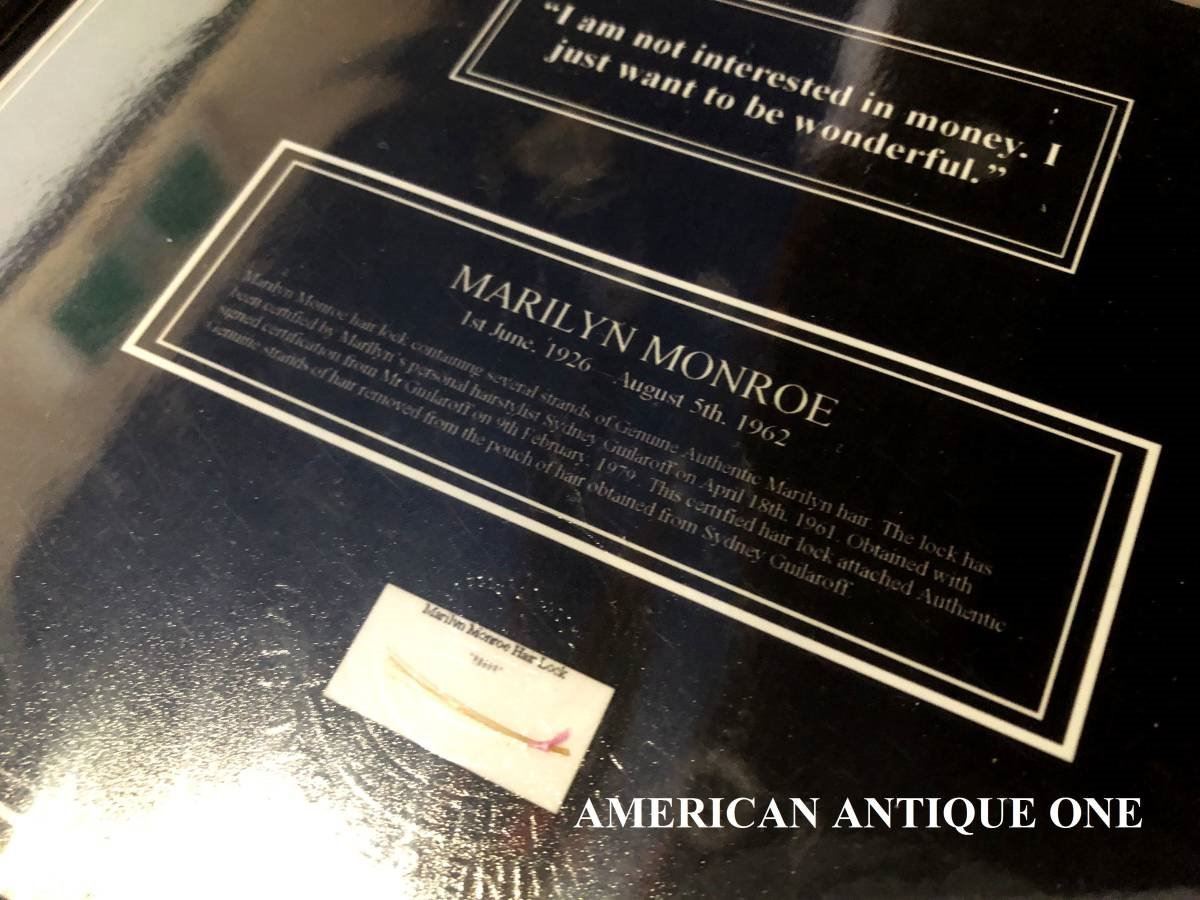 “I am not interested in money. I
just want to be wonderful.”
MARILYN MONROE
1st June, 1926 – August 5th, 1962
Marilyn Monroe hair lock containing several strands of Genuine Authentic Marilyn hair. The lock has
been certified by Marilyn's personal hairstylist Sydney Guilaroff on April 18th, 1961. Obtained with
signed certification from Mr Guilaroff on 9th February, 1979. This certified hair lock attached Authentic
Genuine strands of hair removed from the pouch of hair obtained from Sydney Guilaroff
Marilyn Monroe Hair Lock
AMERICAN ANTIQUE ONE